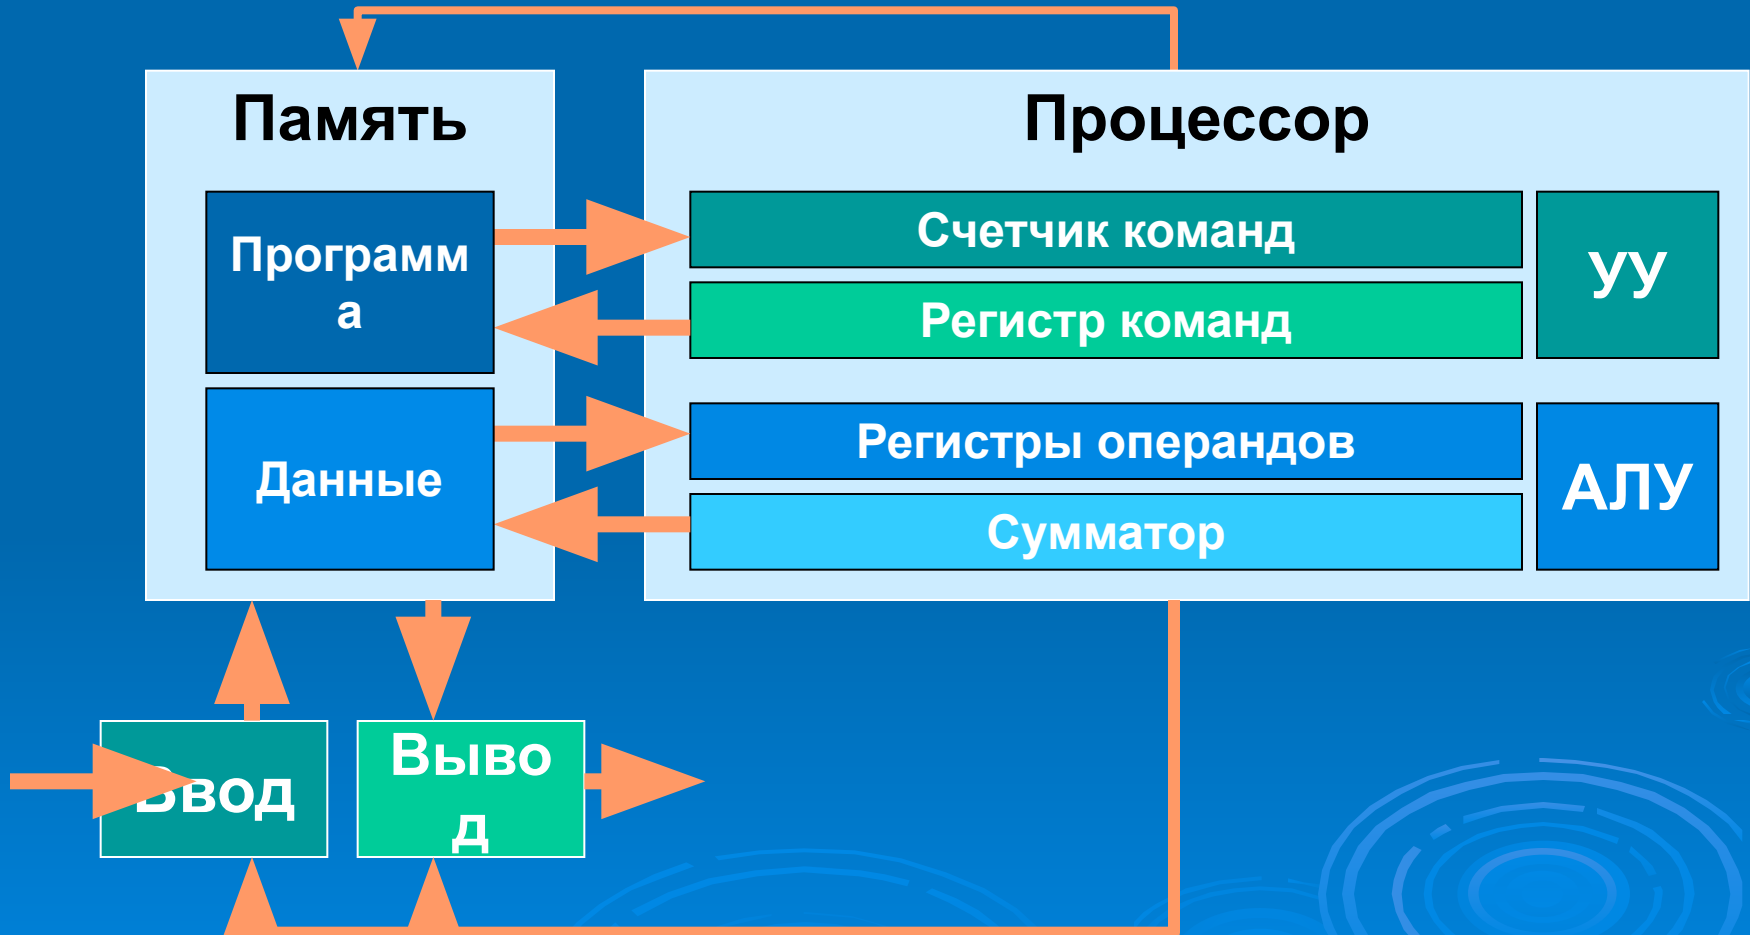 Память
Процессор
Программ
а
Счетчик команд
Регистр команд
УУ
Данные
Регистры операндов
Сумматор
АЛУ
Ввод
Выво
д